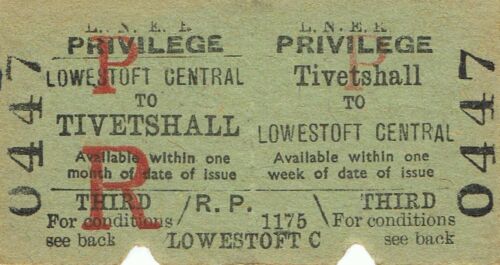 L. N. E. R
PRIVILEGE
LOWESTOFT CENTRAL
TO
TIVETSHALL
Available within one
month of date of issue
THIRD
For conditions
see back
L. N. E. R
PRIVILEGE
Tivetshall
TO
LOWESTOFT CENTRAL
Available within one
week of date of issue
THIRD
For conditions
see back
/R. P. 1175
LOWESTOFT C
P
R
P
0447
0447